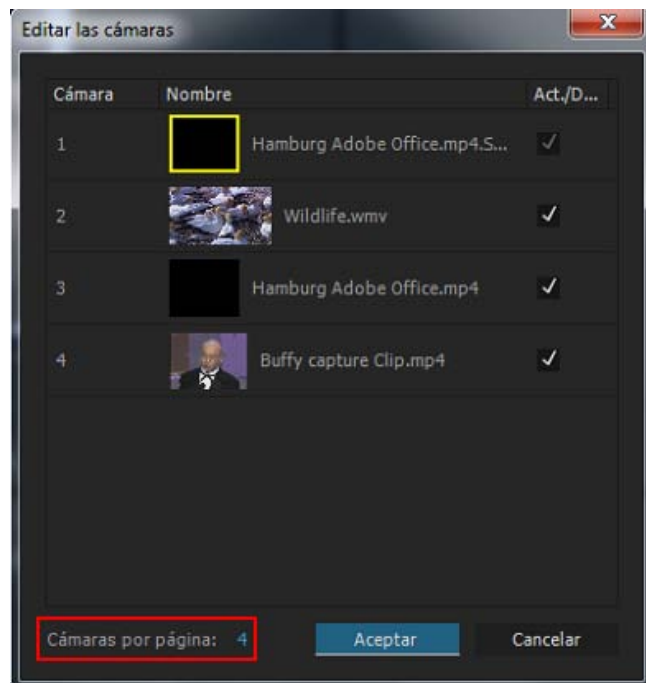 Editar las cámaras
Cámara Nombre Act./D...
1 Hamburg Adobe Office.mp4.S...
2 Wildlife.wmv
3 Hamburg Adobe Office.mp4
4 Buffy capture Clip.mp4
Cámaras por página: 4 Aceptar Cancelar